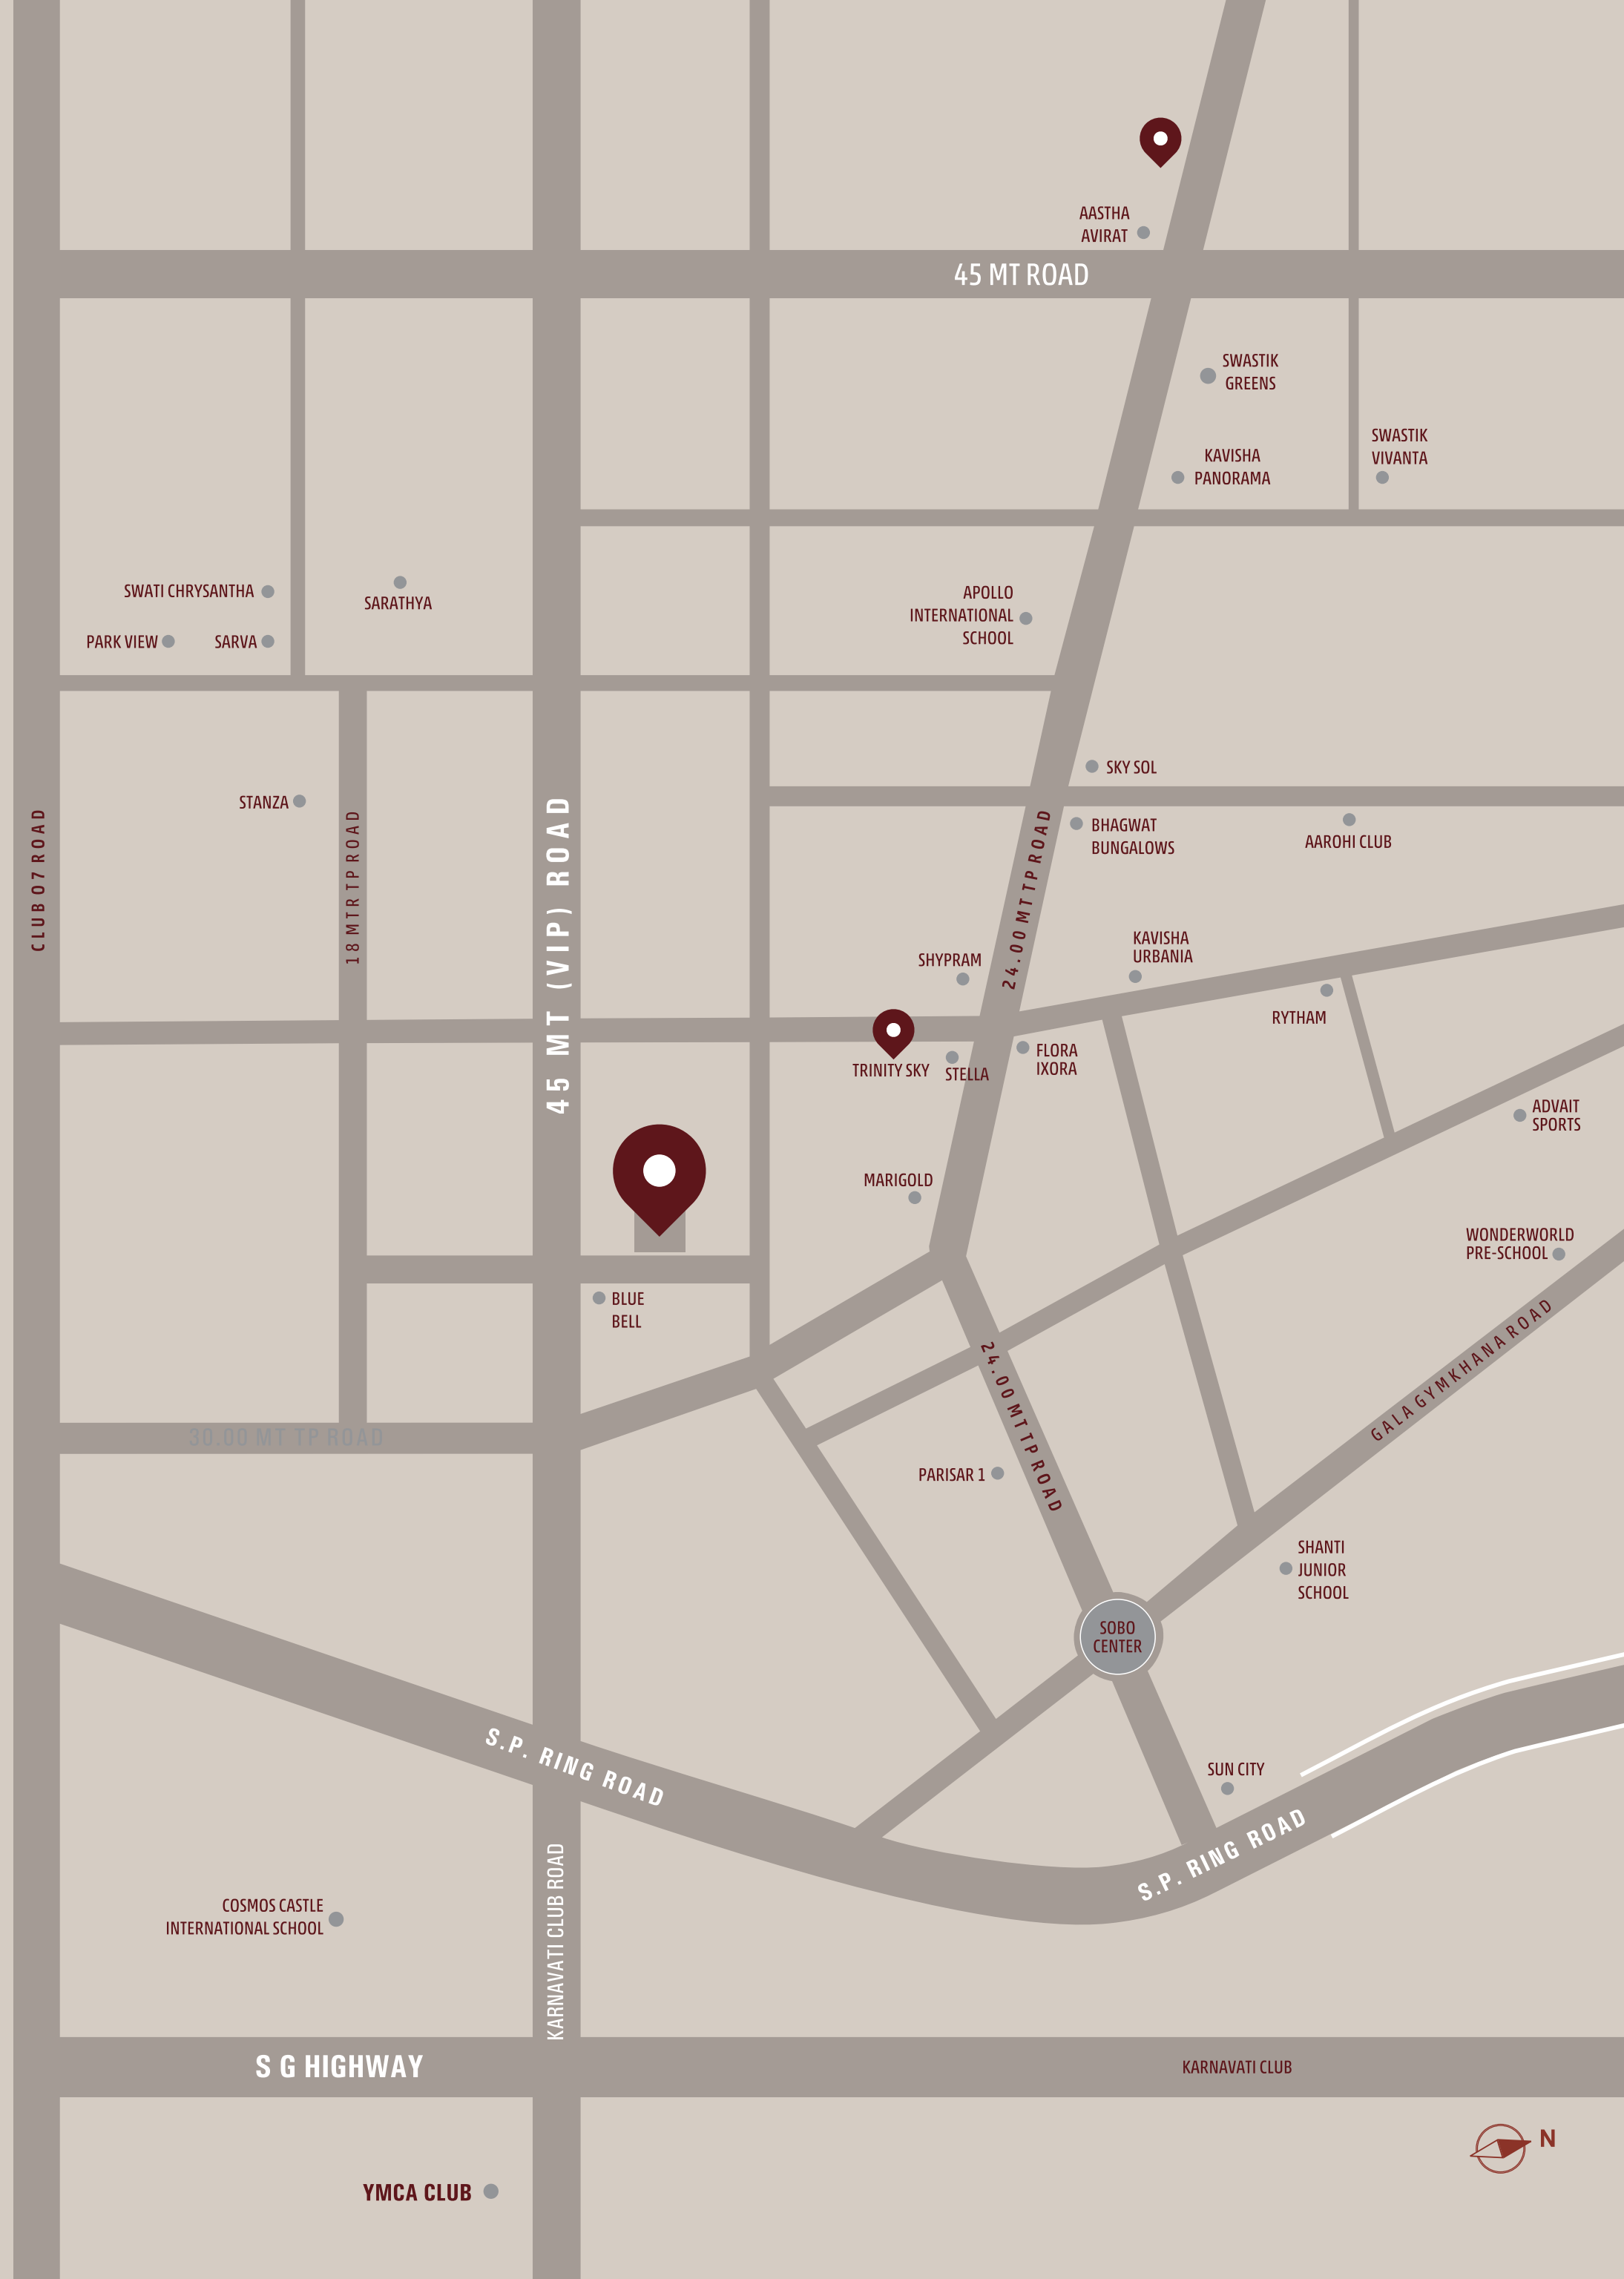 AASTHA
AVIRAT
45 MT ROAD
SWASTIK
GREENS
SWASTIK
VIVANTA
KAVISHA
PANORAMA
SWATI CHRYSANTHA
SARATHYA
APOLLO
INTERNATIONAL
SCHOOL
PARK VIEW
SARVA
SKY SOL
STANZA
CLUB O7 ROAD
18 MTR TP ROAD
45 MT (VIP) ROAD
24.00 MT TP ROAD
BHAGWAT
BUNGALOWS
AAROHI CLUB
SHYPRAM
KAVISHA
URBANIA
RYTHAM
TRINITY SKY
STELLA
FLORA
IXORA
ADVAIT
SPORTS
MARIGOLD
WONDERWORLD
PRE-SCHOOL
BLUE
BELL
GALA GYMKHANA ROAD
24.00 MT TP ROAD
30.00 MT TP ROAD
PARISAR 1
SHANTI
JUNIOR
SCHOOL
SOBO
CENTER
S.P. RING ROAD
SUN CITY
S.P. RING ROAD
KARNAVATI CLUB ROAD
COSMOS CASTLE
INTERNATIONAL SCHOOL
S G HIGHWAY
KARNAVATI CLUB
N
YMCA CLUB